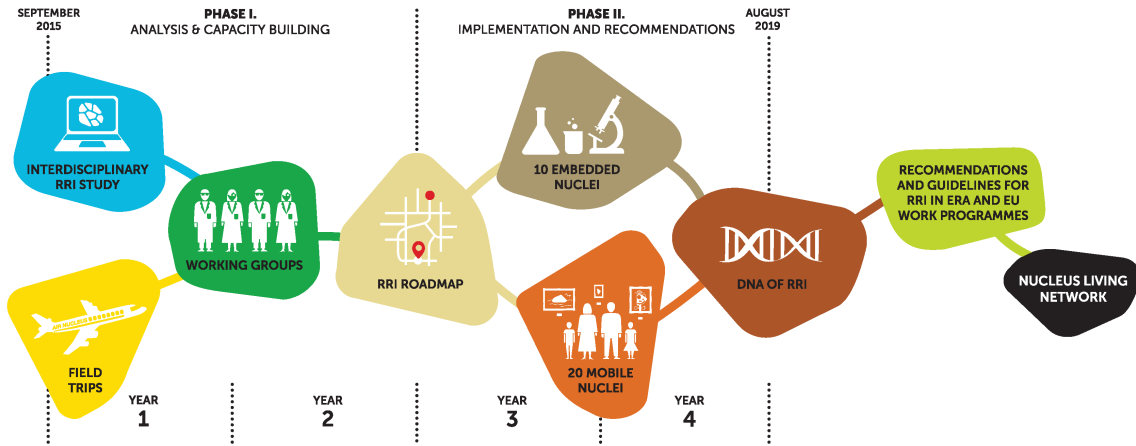 SEPTEMBER
2015
PHASE I.
ANALYSIS & CAPACITY BUILDING
PHASE II.
IMPLEMENTATION AND RECOMMENDATIONS
AUGUST
2019
INTERDISCIPLINARY
RRI STUDY
WORKING GROUPS
AIR NUCLEUS
FIELD
TRIPS
RRI ROADMAP
10 EMBEDDED
NUCLEI
20 MOBILE
NUCLEI
DNA OF RRI
RECOMMENDATIONS
AND GUIDELINES FOR
RRI IN ERA AND EU
WORK PROGRAMMES
NUCLEUS LIVING
NETWORK
YEAR
1
YEAR
2
YEAR
3
YEAR
4